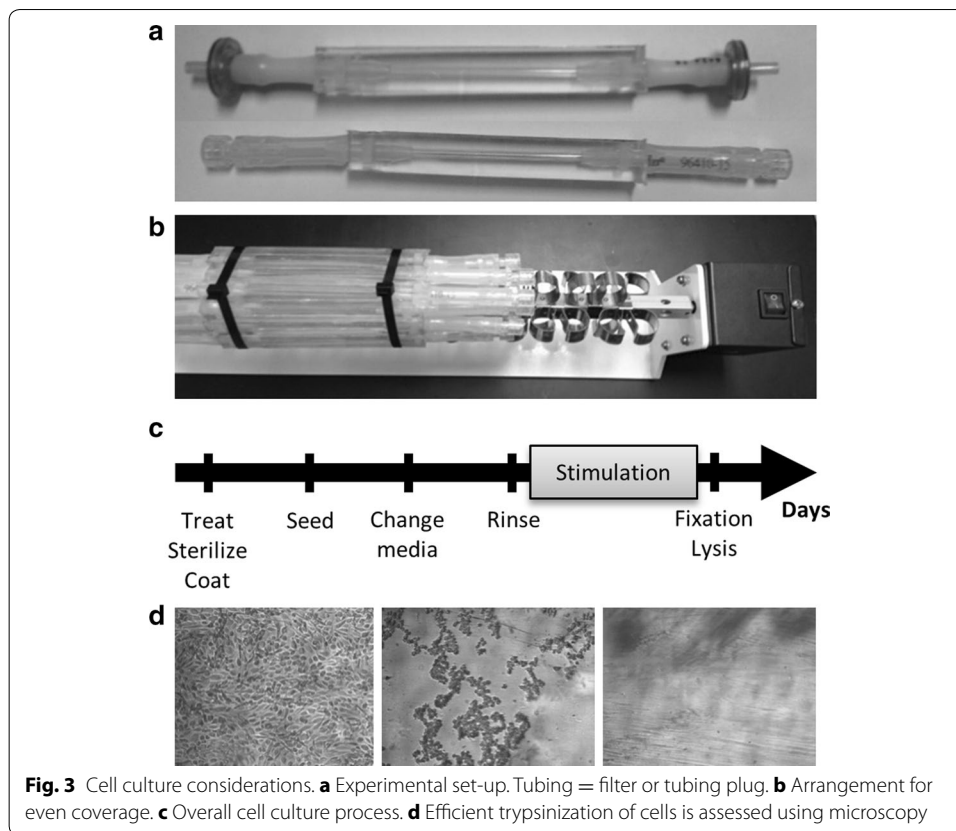 a
96410-15
b
c
Stimulation
Days
Treat
Sterilize
Coat
Seed
Change
media
Rinse
Fixation
Lysis
d
Fig. 3 Cell culture considerations. a Experimental set-up. Tubing = filter or tubing plug. b Arrangement for
even coverage. c Overall cell culture process. d Efficient trypsinization of cells is assessed using microscopy